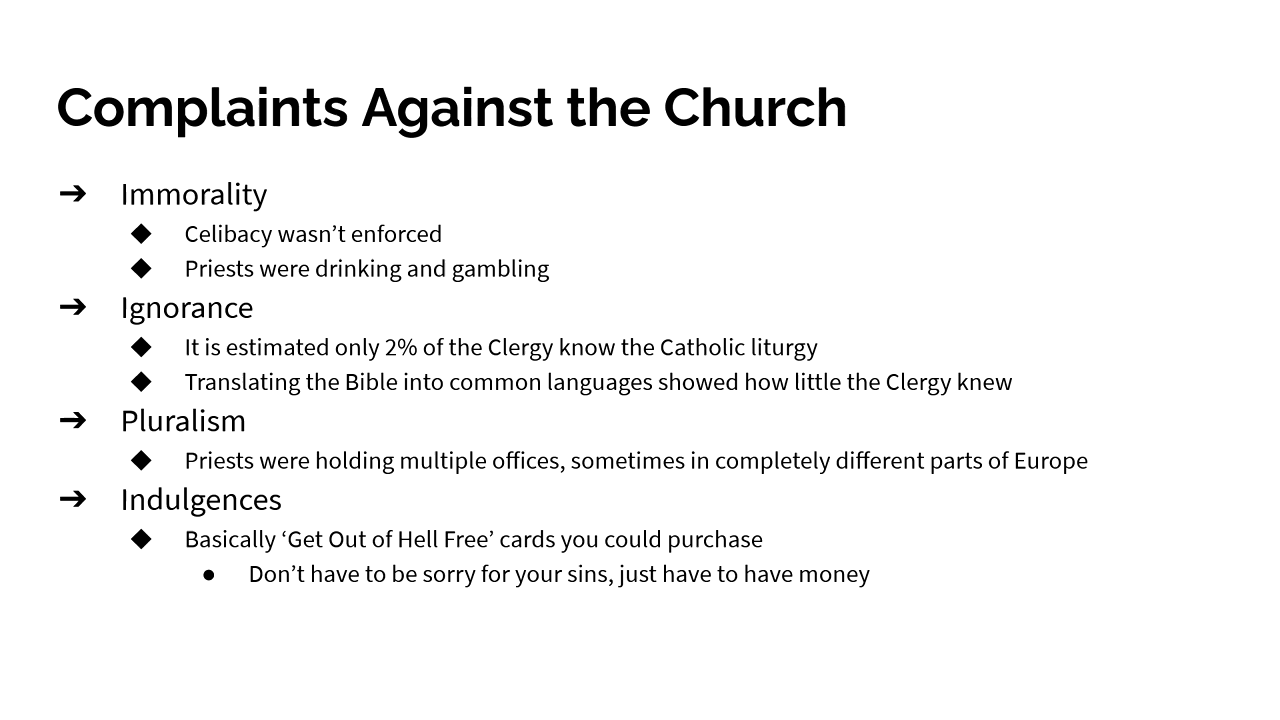 Complaints Against the Church
➔ Immorality
◆ Celibacy wasn’t enforced
◆ Priests were drinking and gambling
➔ Ignorance
◆ It is estimated only 2% of the Clergy know the Catholic liturgy
◆ Translating the Bible into common languages showed how little the Clergy knew
➔ Pluralism
◆ Priests were holding multiple offices, sometimes in completely different parts of Europe
➔ Indulgences
◆ Basically ‘Get Out of Hell Free’ cards you could purchase
● Don’t have to be sorry for your sins, just have to have money